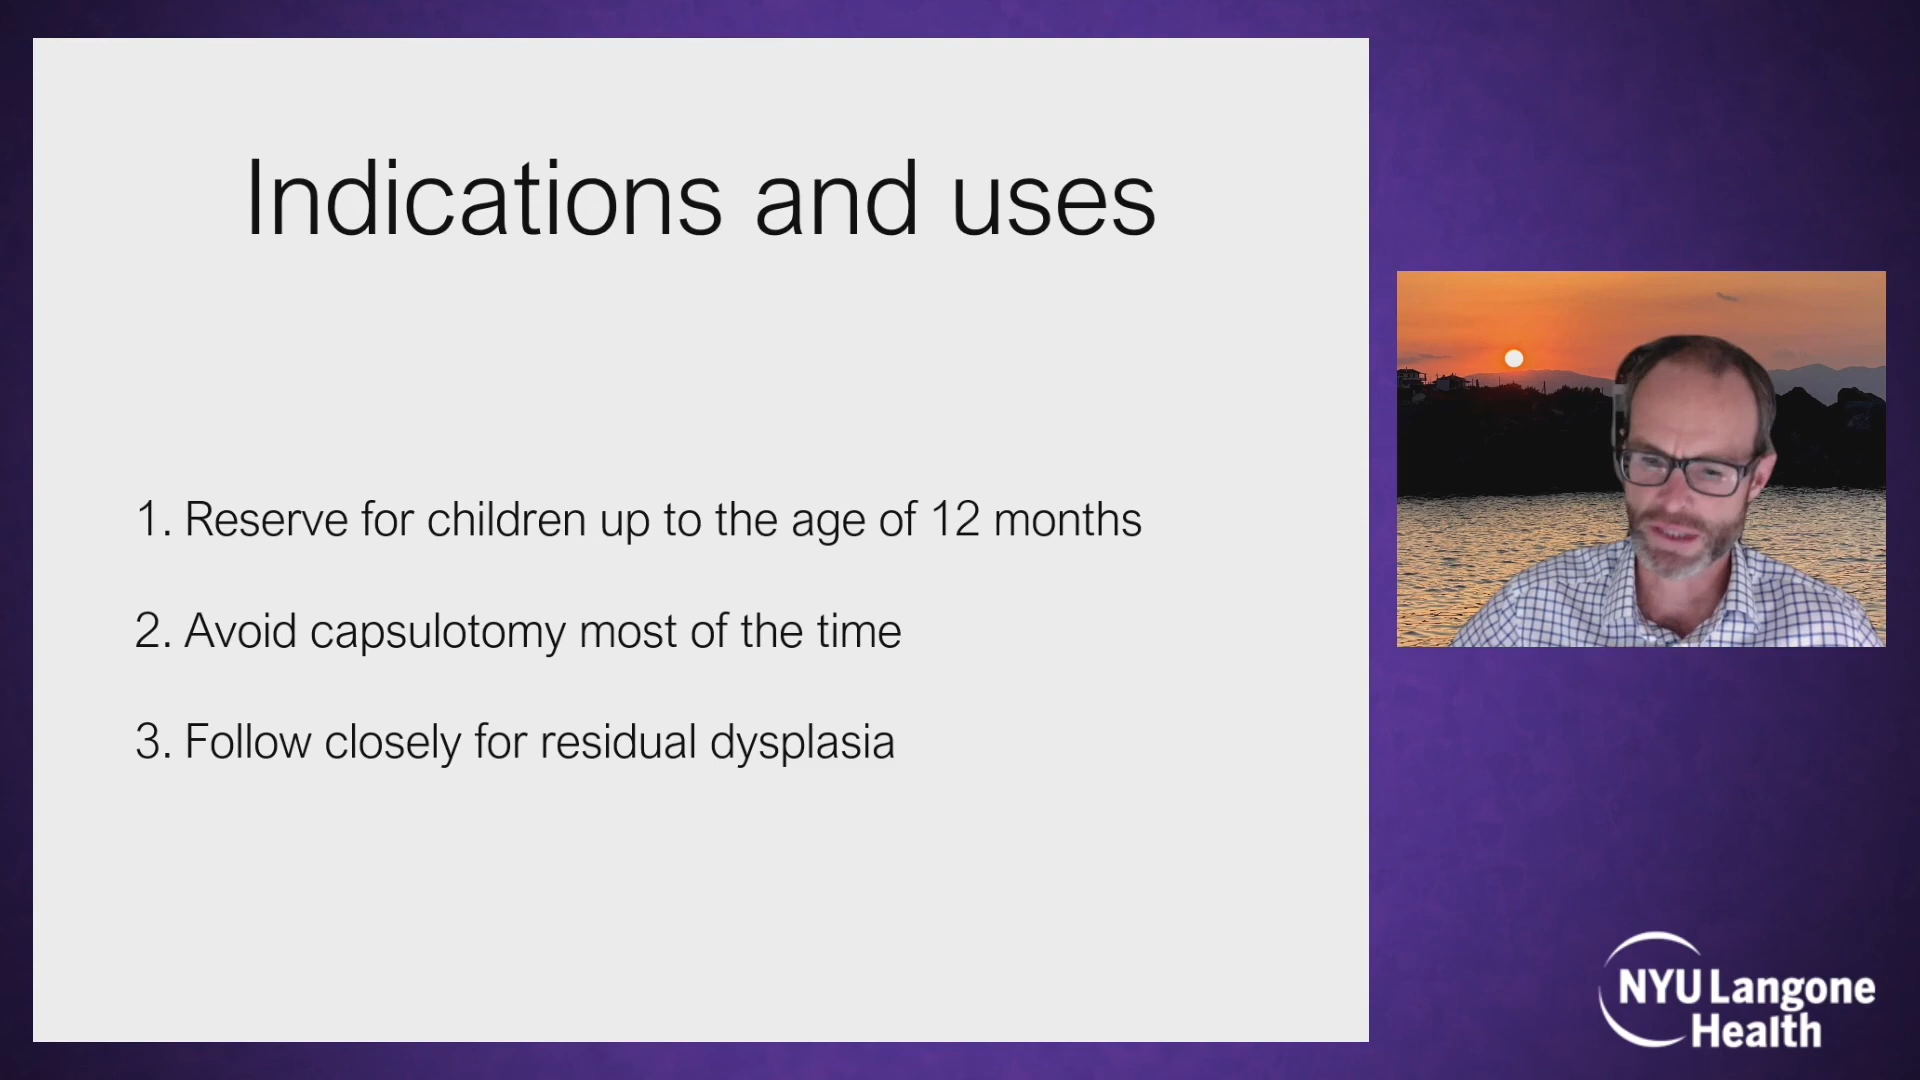 Indications and uses
1. Reserve for children up to the age of 12 months
2. Avoid capsulotomy most of the time
3. Follow closely for residual dysplasia
NYU Langone
Health